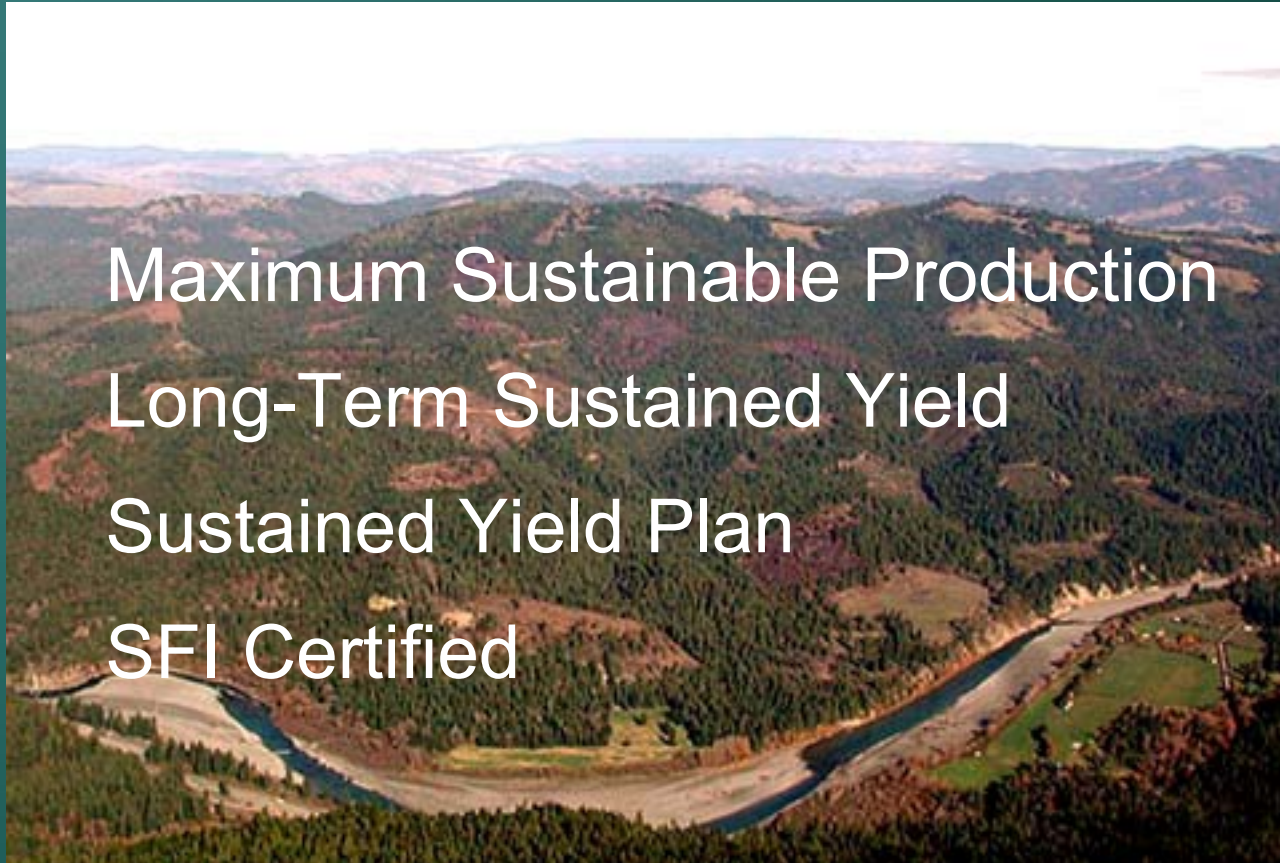 Maximum Sustainable Production
Long-Term Sustained Yield
Sustained Yield Plan
SFI Certified